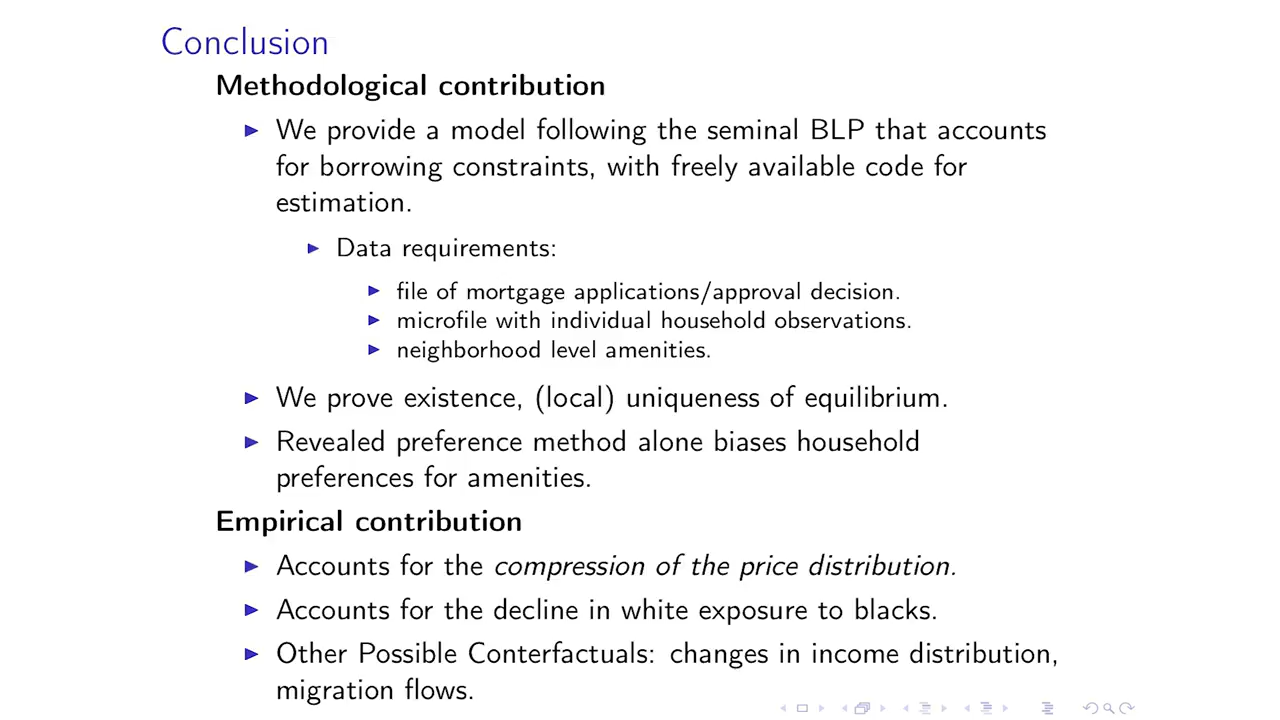 Conclusion
Methodological contribution
We provide a model following the seminal BLP that accounts
for borrowing constraints, with freely available code for
estimation.
Data requirements:
file of mortgage applications/approval decision.
microfile with individual household observations.
neighborhood level amenities.
We prove existence, (local) uniqueness of equilibrium.
Revealed preference method alone biases household
preferences for amenities.
Empirical contribution
Accounts for the compression of the price distribution.
Accounts for the decline in white exposure to blacks.
Other Possible Conterfactuals: changes in income distribution,
migration flows.